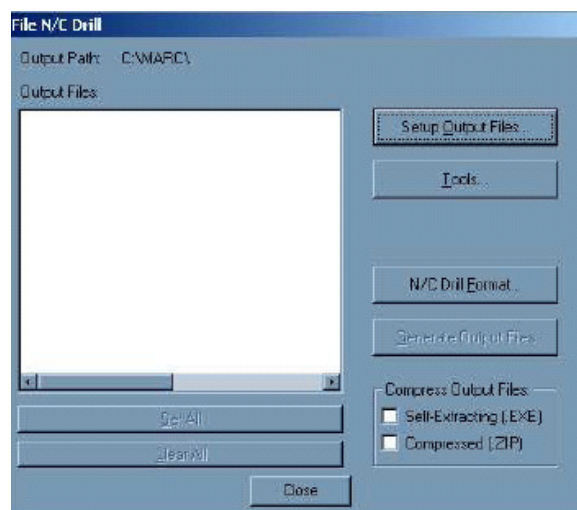 File N/C Drill
Output Path: C:\MARC\
Output Files:
Setup Output Files...
Tools...
N/C Drill Format...
Generate Output Files
Compress Output Files:
Self-Extracting (.EXE)
Compressed (.ZIP)
Set All
Clear All
Close